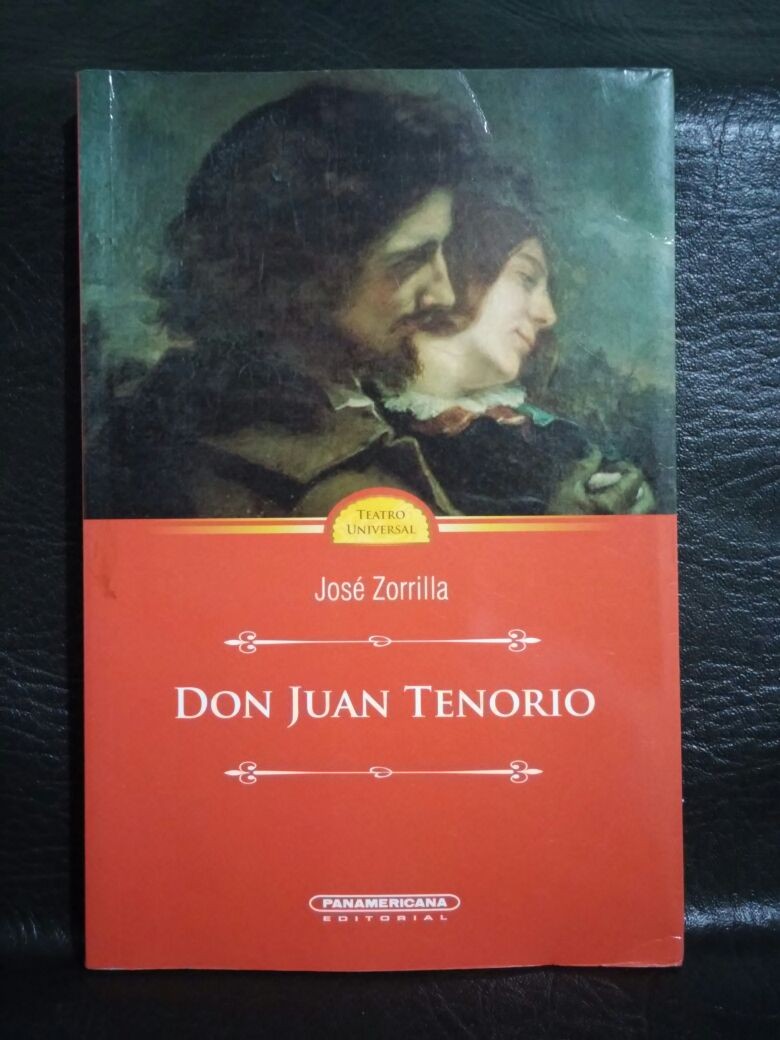 TEATRO
UNIVERSAL
José Zorrilla
DON JUAN TENORIO
PANAMERICANA
EDITORIAL